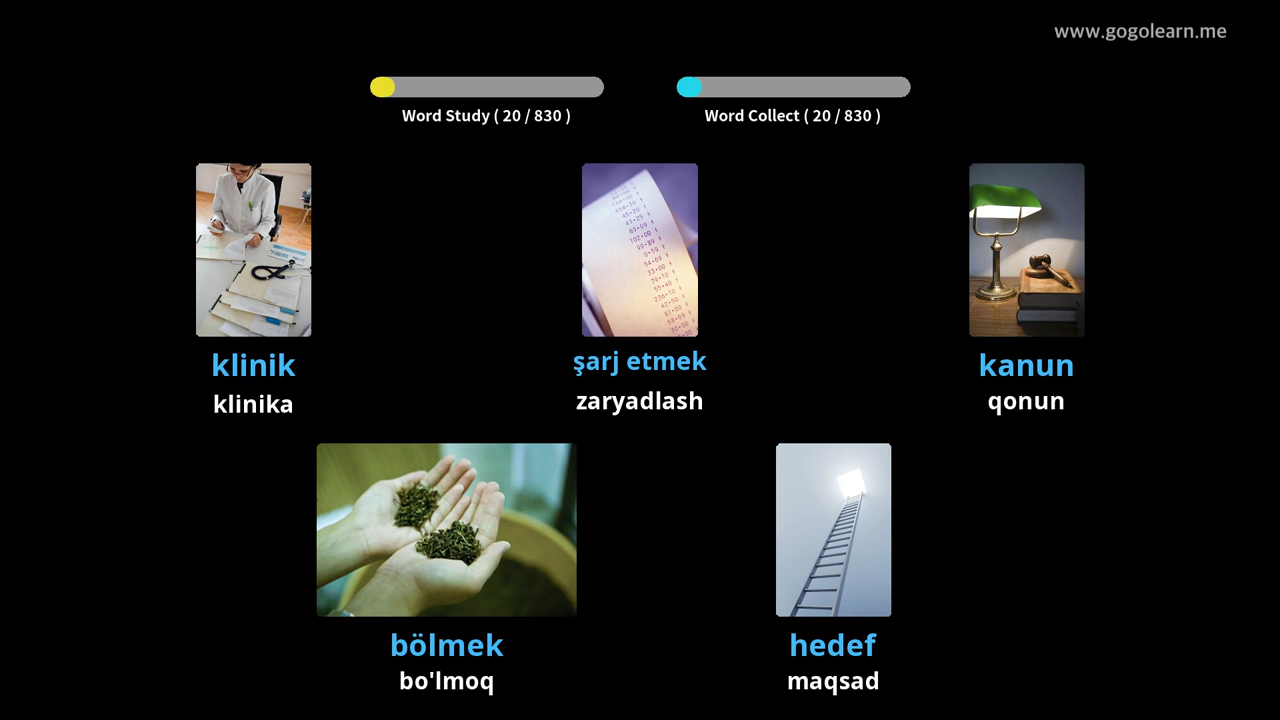 www.gogolearn.me
Word Study ( 20 / 830 )
Word Collect ( 20 / 830 )
klinik
klinika
şarj etmek
zaryadlash
kanun
qonun
bölmek
bo'lmoq
hedef
maqsad